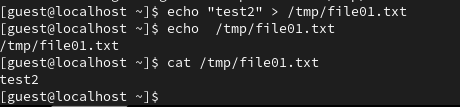 [guest@localhost ~]$ echo "test2" > /tmp/file01.txt
[guest@localhost ~]$ echo  /tmp/file01.txt
/tmp/file01.txt
[guest@localhost ~]$ cat /tmp/file01.txt
test2
[guest@localhost ~]$